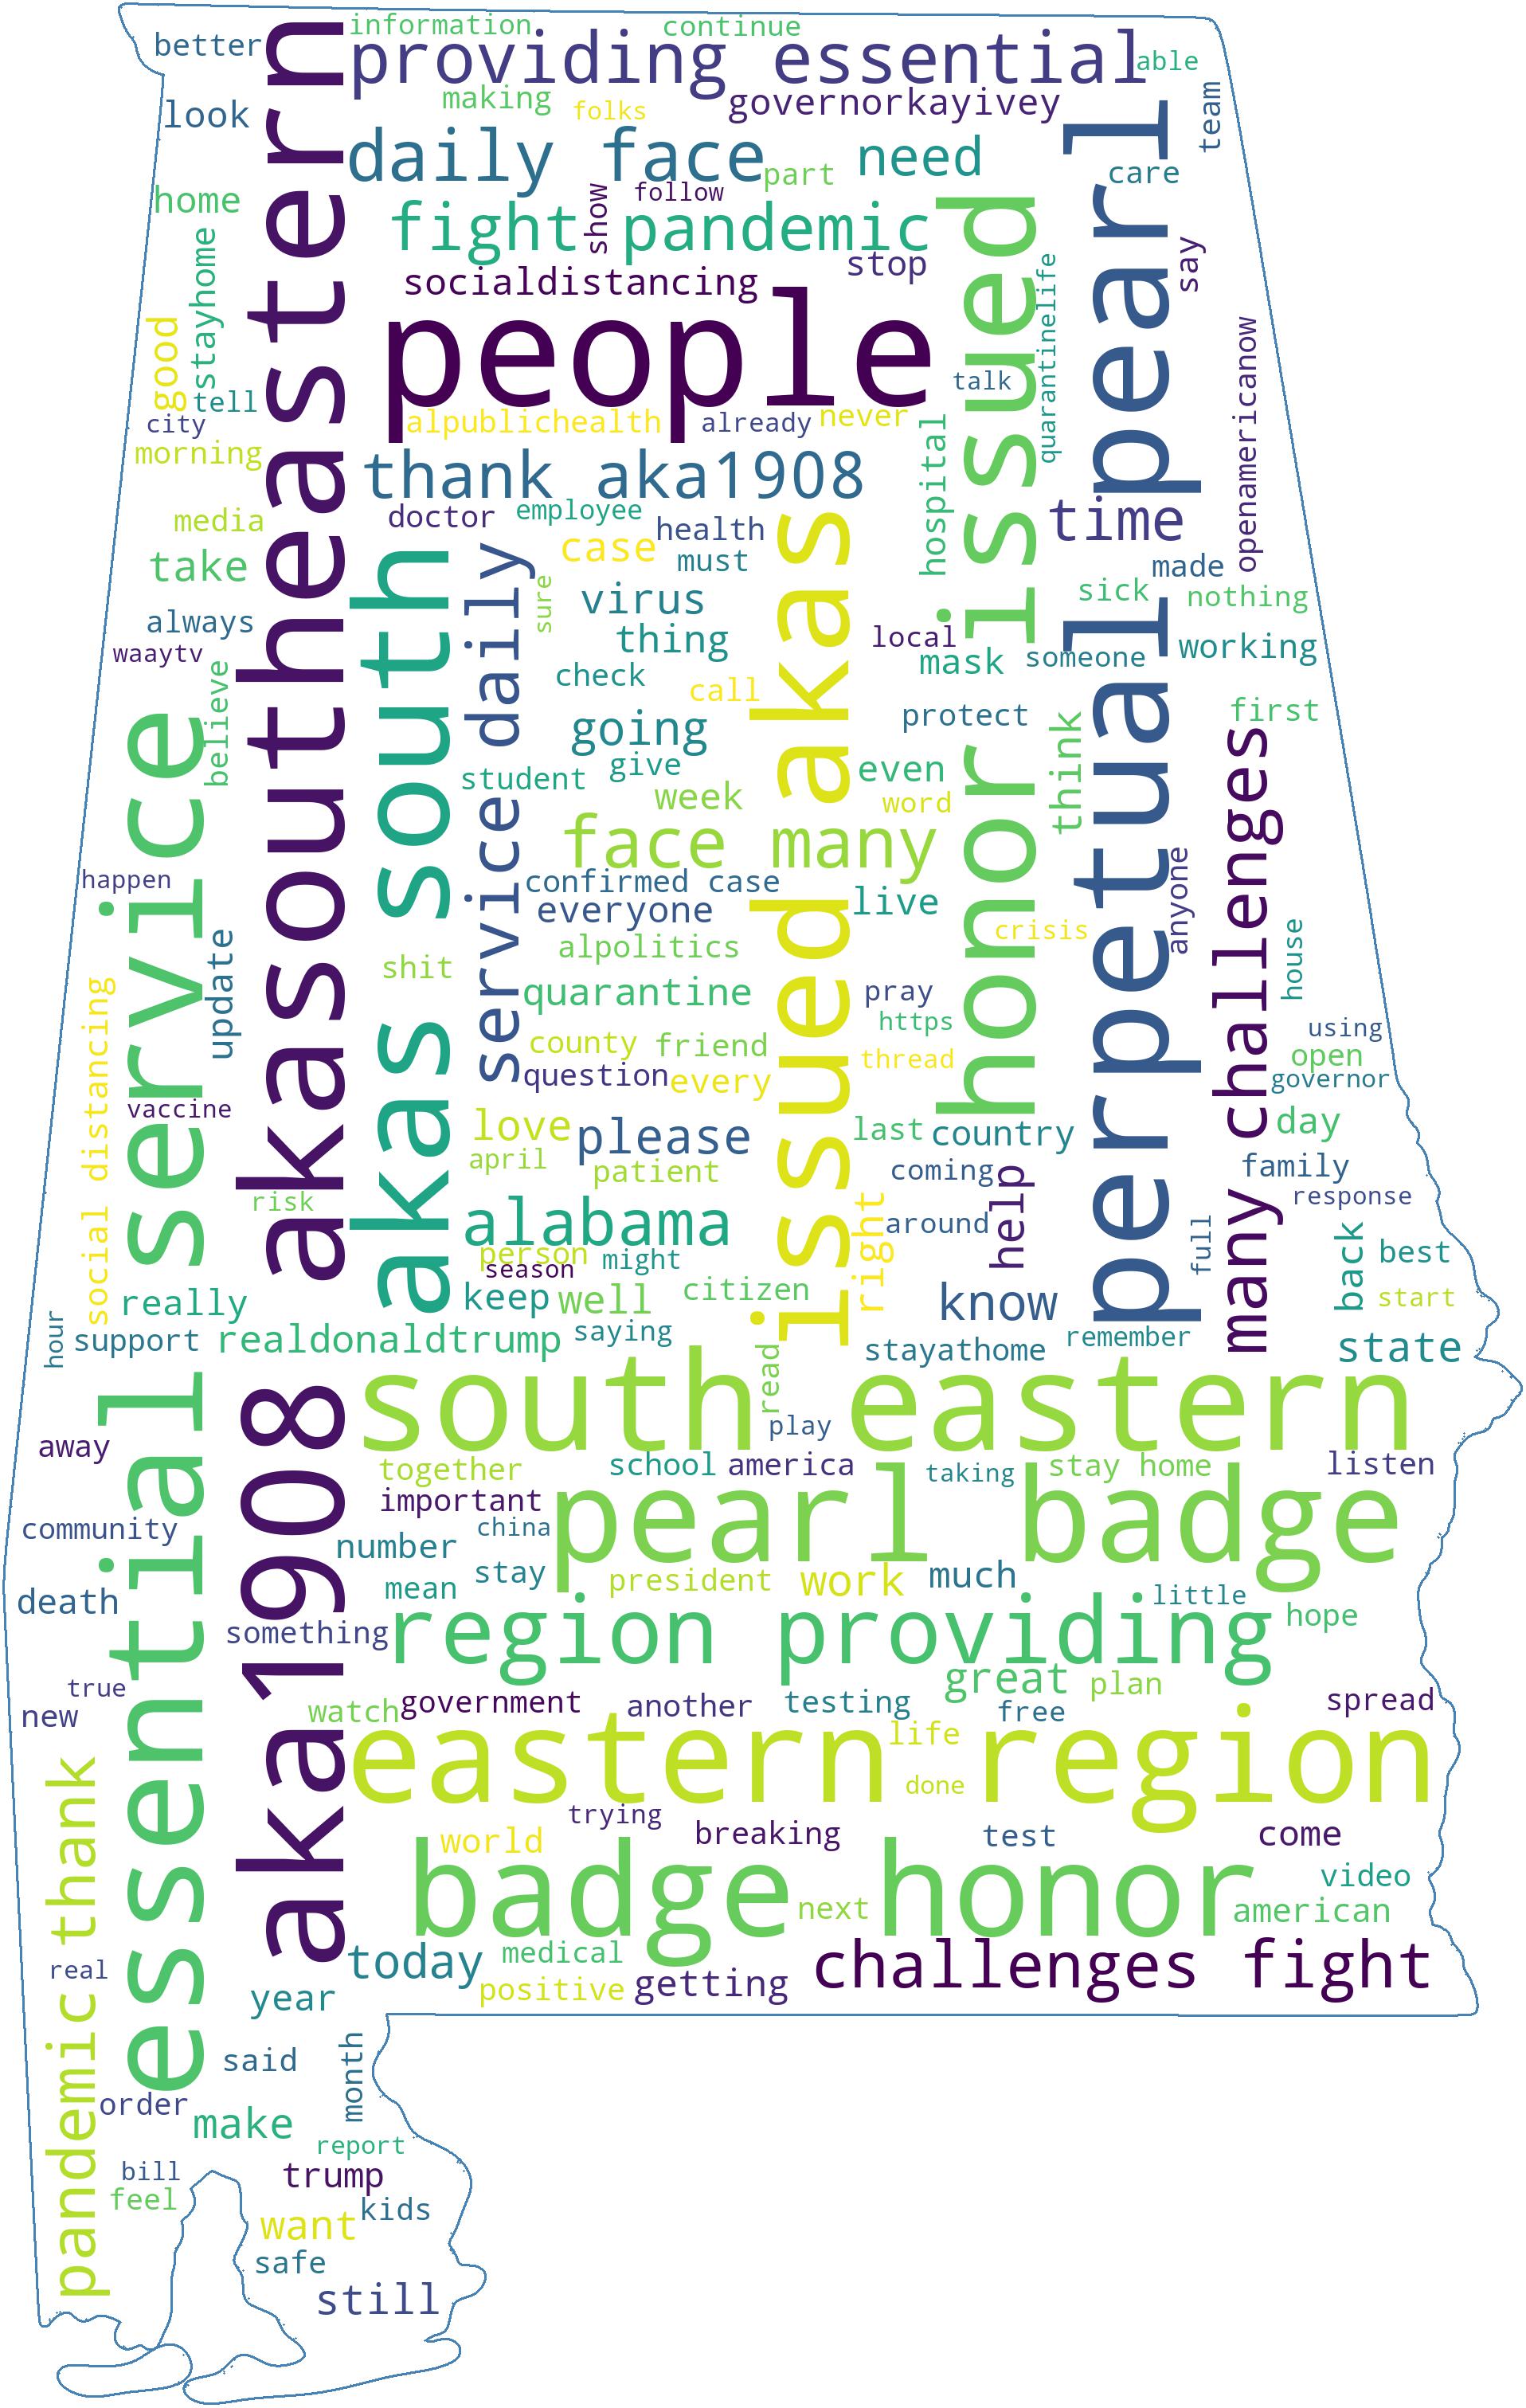 information
continue
better
providing essential
able
making
folks
governorkayivey
look
team
daily face
need
part
care
home
show
follow
fight
pandemic
stayhome
say
stop
socialdistancing
quarantinelife
people
good
openamericanow
talk
tell
city
alpublichealth
already
never
morning
hospital
thank aka1908
media
doctor
employee
health
time
case
must
take
made
sick
nothing
sure
virus
always
thing
local
working
waaytv
mask
someone
believe
check
call
first
protect
going
think
student
give
even
week
word
face many
happen
confirmed case
everyone
live
anyone
crisis
alpolitics
house
shit
update
quarantine
pray
https
using
county
friend
thread
open
question
every
governor
vaccine
love
please
last
country
day
april
patient
coming
family
risk
help
response
alabama
right
around
full
back
best
person
might
season
social distancing
really
keep
well
citizen
know
start
hour
support
realdonaldtrump
saying
stayathome
remember
state
read
south eastern
play
away
together
school
america
taking
stay home
listen
important
pearl badge
community
number
china
mean
stay
president
work
much
little
death
something
region providing
hope
great
plan
true
new
watch
government
another
testing
free
spread
life
eastern region
done
trying
world
breaking
test
come
badge honor
video
next
american
today
medical
challenges fight
real
positive
getting
year
said
month
order
make
report
bill
trump
feel
kids
want
safe
still
akasoutheastern
aka1908
akas south
service daily
issued akas
honor issued
perpetual pearl
many challenges
essential service
pandemic thank